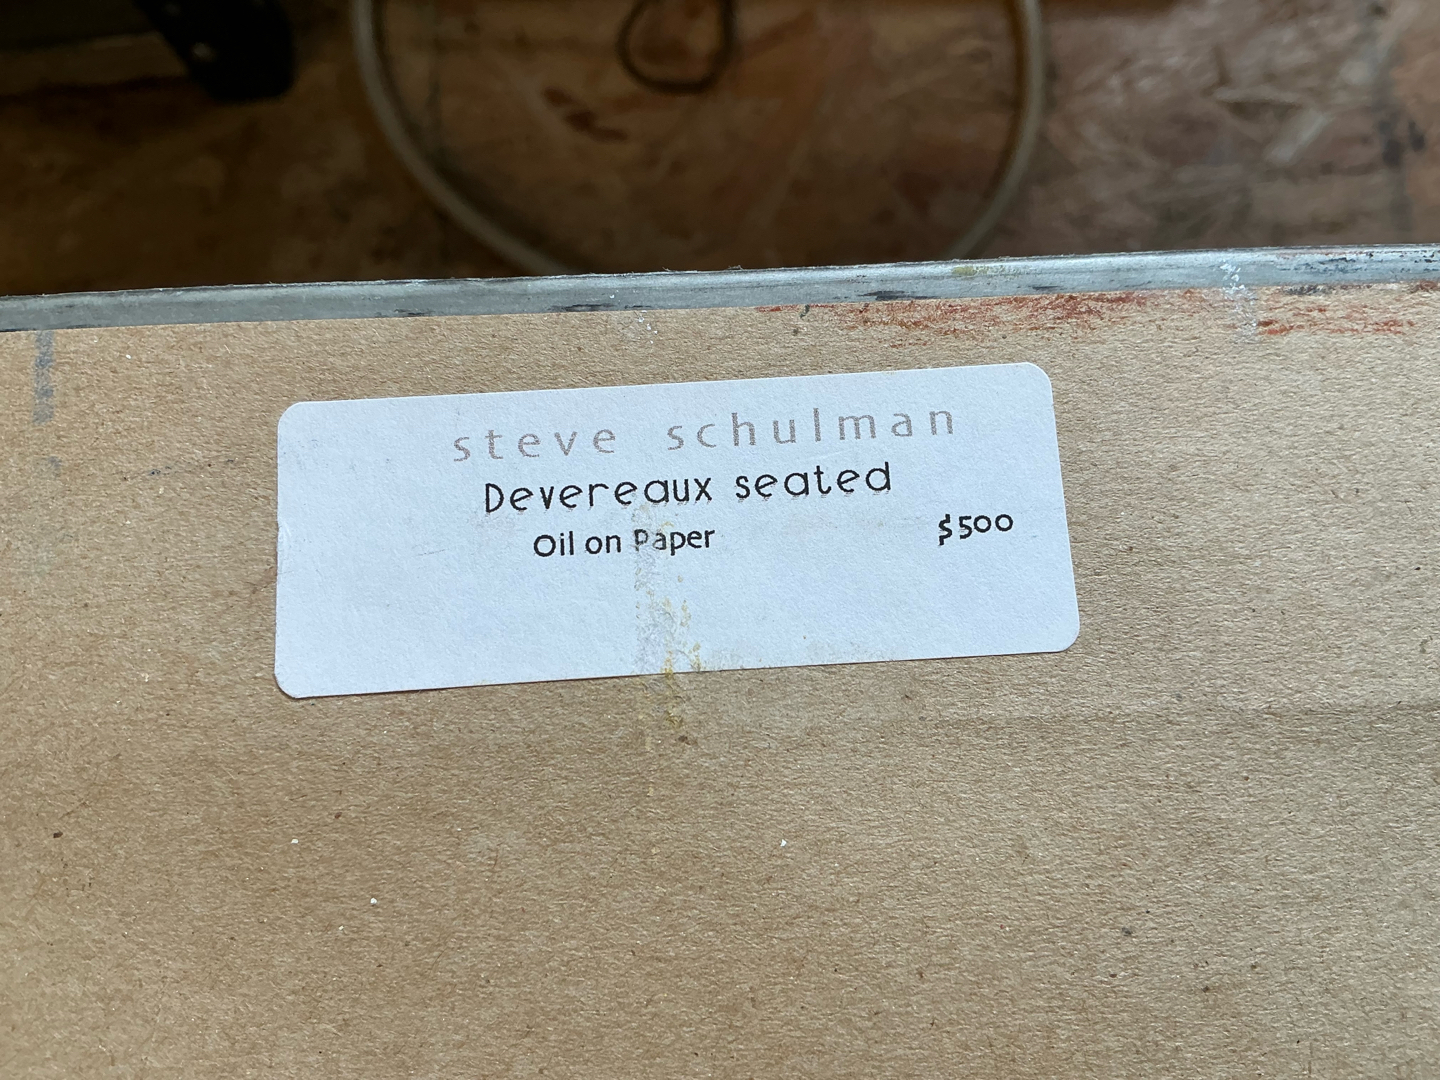 steve schulman
Devereaux seated
Oil on Paper $500